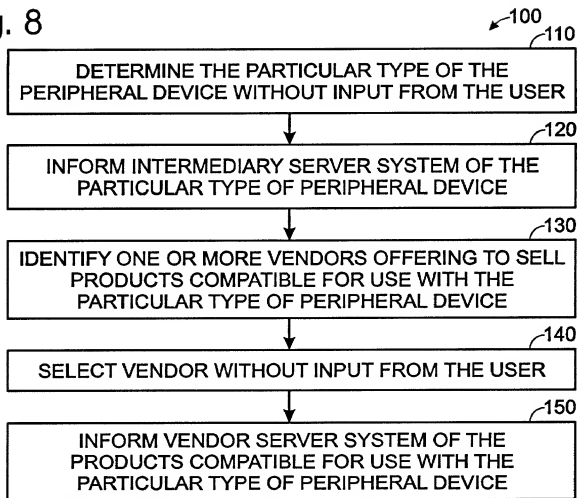 g. 8
100
110
DETERMINE THE PARTICULAR TYPE OF THE
PERIPHERAL DEVICE WITHOUT INPUT FROM THE USER
120
INFORM INTERMEDIARY SERVER SYSTEM OF THE
PARTICULAR TYPE OF PERIPHERAL DEVICE
130
IDENTIFY ONE OR MORE VENDORS OFFERING TO SELL
PRODUCTS COMPATIBLE FOR USE WITH THE
PARTICULAR TYPE OF PERIPHERAL DEVICE
140
SELECT VENDOR WITHOUT INPUT FROM THE USER
150
INFORM VENDOR SERVER SYSTEM OF THE
PRODUCTS COMPATIBLE FOR USE WITH THE
PARTICULAR TYPE OF PERIPHERAL DEVICE